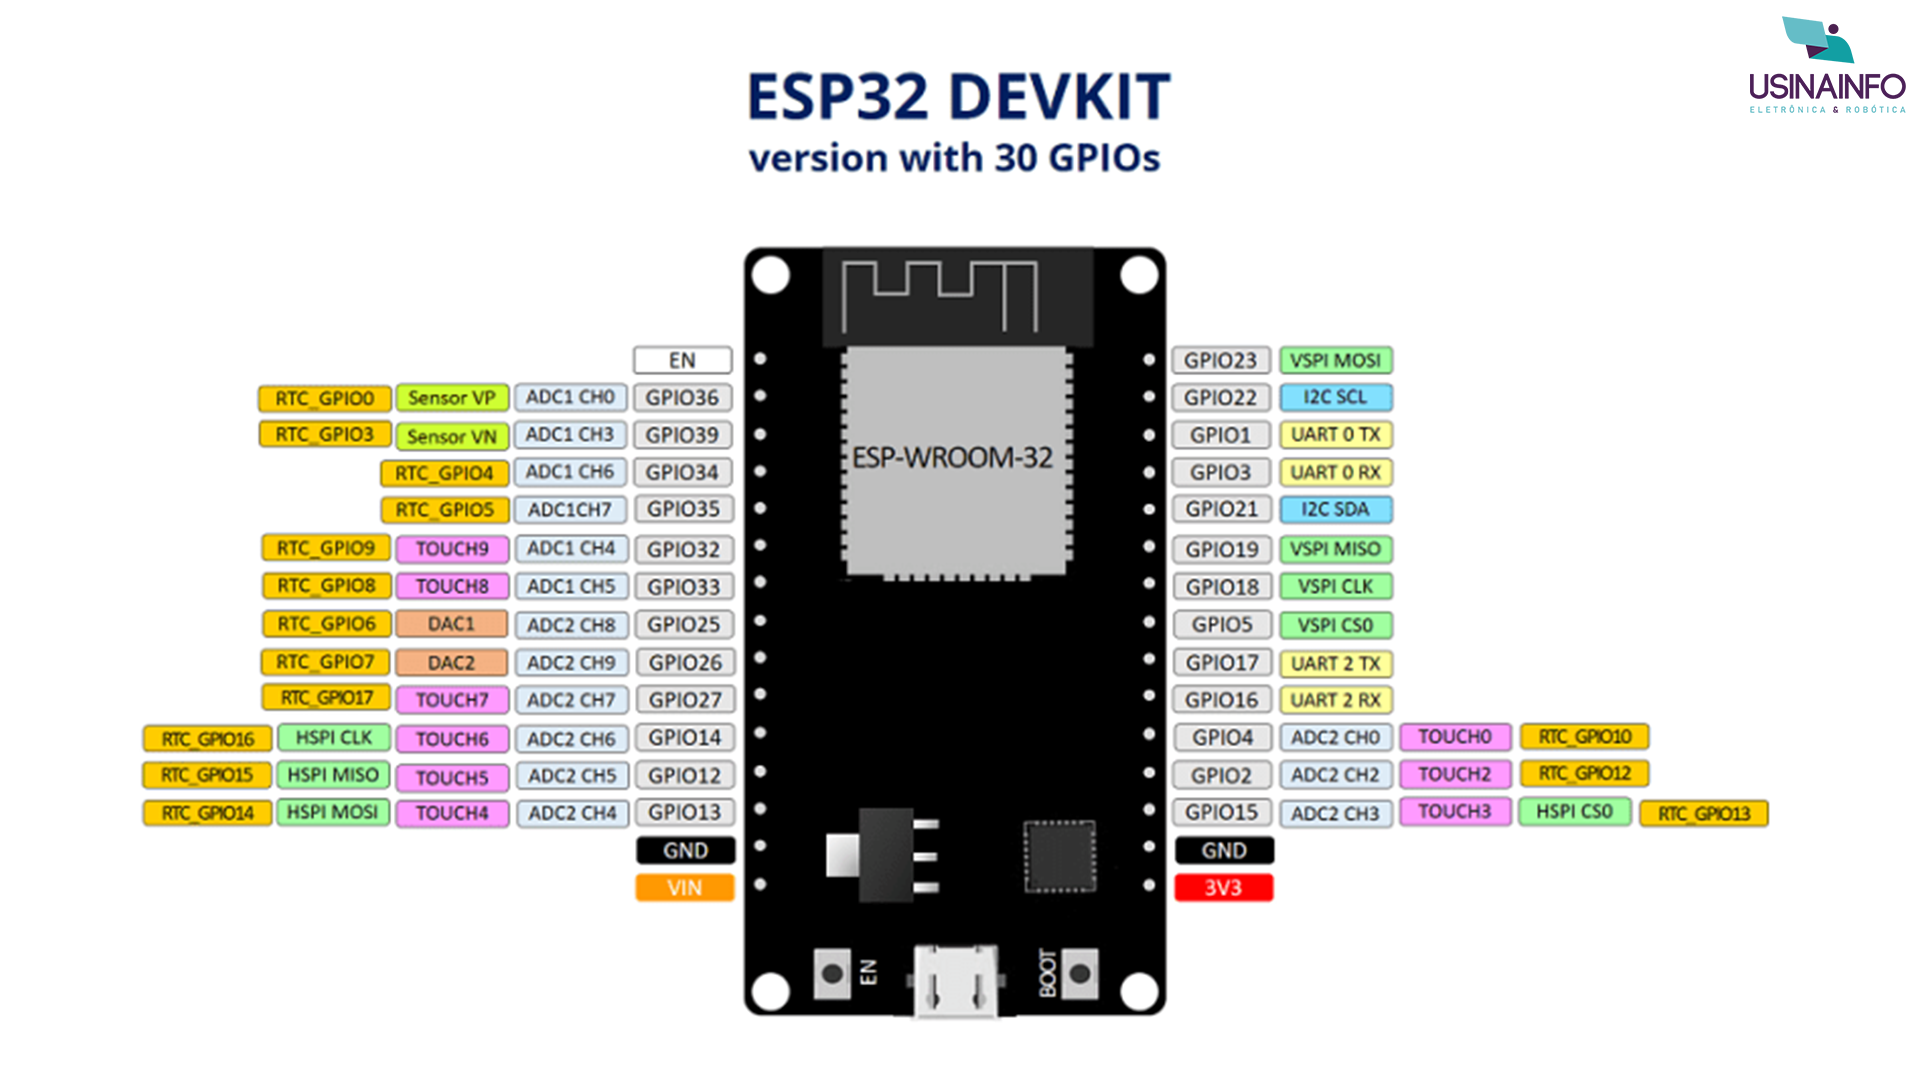 USINAINFO
ELETRÔNICA & ROBÓTICA
ESP32 DEVKIT
version with 30 GPIOs
EN
RTC_GPIO0 Sensor VP ADC1 CH0 GPIO36
RTC_GPIO3 Sensor VN ADC1 CH3 GPIO39
RTC_GPIO4 ADC1 CH6 GPIO34
RTC_GPIO5 ADC1CH7 GPIO35
RTC_GPIO9 TOUCH9 ADC1 CH4 GPIO32
RTC_GPIO8 TOUCH8 ADC1 CH5 GPIO33
RTC_GPIO6 DAC1 ADC2 CH8 GPIO25
RTC_GPIO7 DAC2 ADC2 CH9 GPIO26
RTC_GPIO17 TOUCH7 ADC2 CH7 GPIO27
RTC_GPIO16 HSPI CLK TOUCH6 ADC2 CH6 GPIO14
RTC_GPIO15 HSPI MISO TOUCH5 ADC2 CH5 GPIO12
RTC_GPIO14 HSPI MOSI TOUCH4 ADC2 CH4 GPIO13
GND
VIN
ESP-WROOM-32
EN
BOOT
GPIO23 VSPI MOSI
GPIO22 I2C SCL
GPIO1 UART 0 TX
GPIO3 UART 0 RX
GPIO21 I2C SDA
GPIO19 VSPI MISO
GPIO18 VSPI CLK
GPIO5 VSPI CS0
GPIO17 UART 2 TX
GPIO16 UART 2 RX
GPIO4 ADC2 CH0 TOUCH0 RTC_GPIO10
GPIO2 ADC2 CH2 TOUCH2 RTC_GPIO12
GPIO15 ADC2 CH3 TOUCH3 HSPI CS0 RTC_GPIO13
GND
3V3